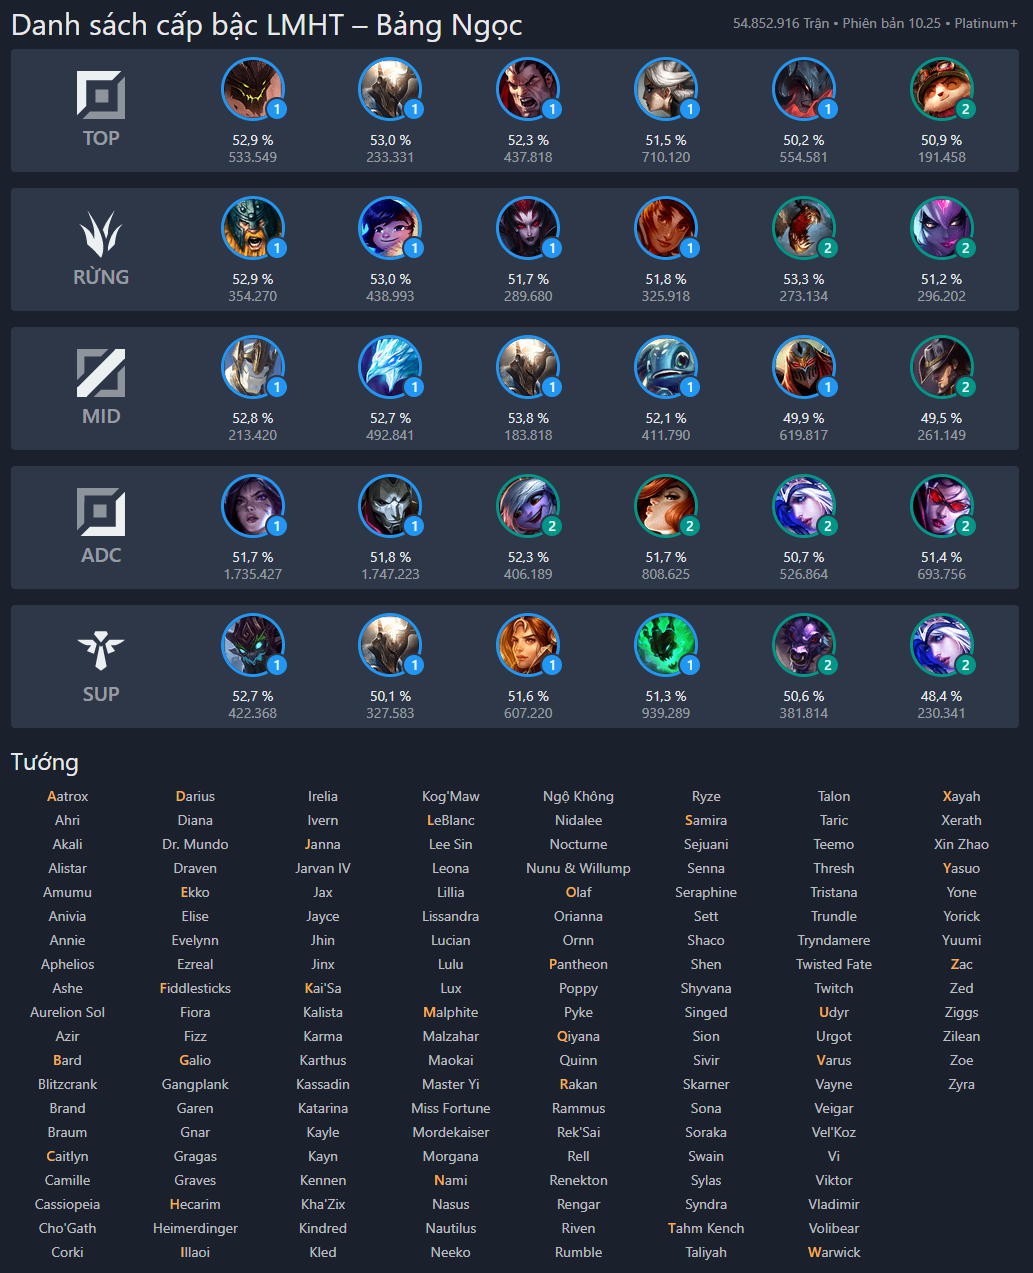 Danh sách cấp bậc LMHT – Bảng Ngọc
54.852.916 Trận • Phiên bản 10.25 • Platinum+
1 1 1 1 1 2
TOP
52,9 % 53,0 % 52,3 % 51,5 % 50,2 % 50,9 %
533.549 233.331 437.818 710.120 554.581 191.458
1 1 1 1 2 2
RỪNG
52,9 % 53,0 % 51,7 % 51,8 % 53,3 % 51,2 %
354.270 438.993 289.680 325.918 273.134 296.202
1 1 1 1 1 2
MID
52,8 % 52,7 % 53,8 % 52,1 % 49,9 % 49,5 %
213.420 492.841 183.818 411.790 619.817 261.149
1 1 2 2 2 2
ADC
51,7 % 51,8 % 52,3 % 51,7 % 50,7 % 51,4 %
1.735.427 1.747.223 406.189 808.625 526.864 693.756
1 1 1 1 2 2
SUP
52,7 % 50,1 % 51,6 % 51,3 % 50,6 % 48,4 %
422.368 327.583 607.220 939.289 381.814 230.341
Tướng
Aatrox Darius Irelia Kog'Maw Ngộ Không Ryze Talon Xayah
Ahri Diana Ivern LeBlanc Nidalee Samira Taric Xerath
Akali Dr. Mundo Janna Lee Sin Nocturne Sejuani Teemo Xin Zhao
Alistar Draven Jarvan IV Leona Nunu & Willump Senna Thresh Yasuo
Amumu Ekko Jax Lillia Olaf Seraphine Tristana Yone
Anivia Elise Jayce Lissandra Orianna Sett Trundle Yorick
Annie Evelynn Jhin Lucian Ornn Shaco Tryndamere Yuumi
Aphelios Ezreal Jinx Lulu Pantheon Shen Twisted Fate Zac
Ashe Fiddlesticks Kai'Sa Lux Poppy Shyvana Twitch Zed
Aurelion Sol Fiora Kalista Malphite Pyke Singed Udyr Ziggs
Azir Fizz Karma Malzahar Qiyana Sion Urgot Zilean
Bard Galio Karthus Maokai Quinn Sivir Varus Zoe
Blitzcrank Gangplank Kassadin Master Yi Rakan Skarner Vayne Zyra
Brand Garen Katarina Miss Fortune Rammus Sona Veigar
Braum Gnar Kayle Mordekaiser Rek'Sai Soraka Vel'Koz
Caitlyn Gragas Kayn Morgana Rell Swain Vi
Camille Graves Kennen Nami Renekton Sylas Viktor
Cassiopeia Hecarim Kha'Zix Nasus Rengar Syndra Vladimir
Cho'Gath Heimerdinger Kindred Nautilus Riven Tahm Kench Volibear
Corki Illaoi Kled Neeko Rumble Taliyah Warwick